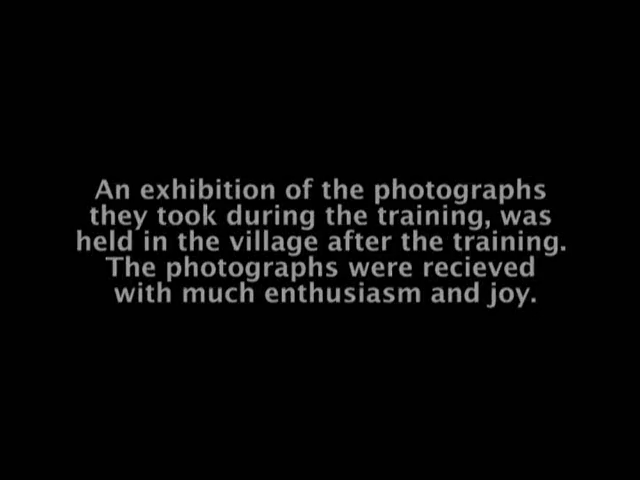 An exhibition of the photographs
they took during the training, was
held in the village after the training.
The photographs were recieved
with much enthusiasm and joy.